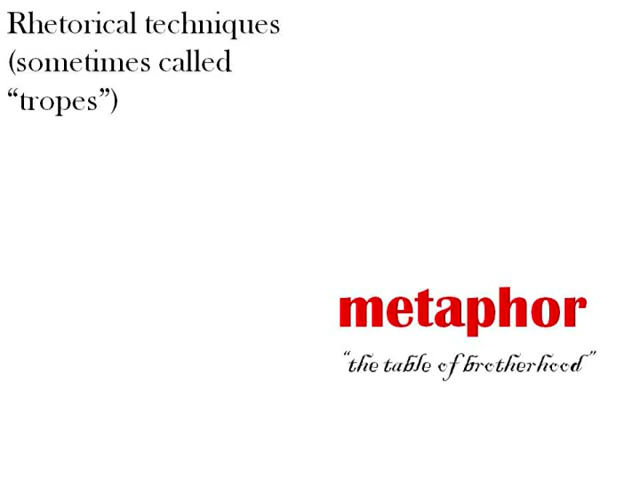 Rhetorical techniques
(sometimes called
“tropes”)
metaphor
“the table of brotherhood”